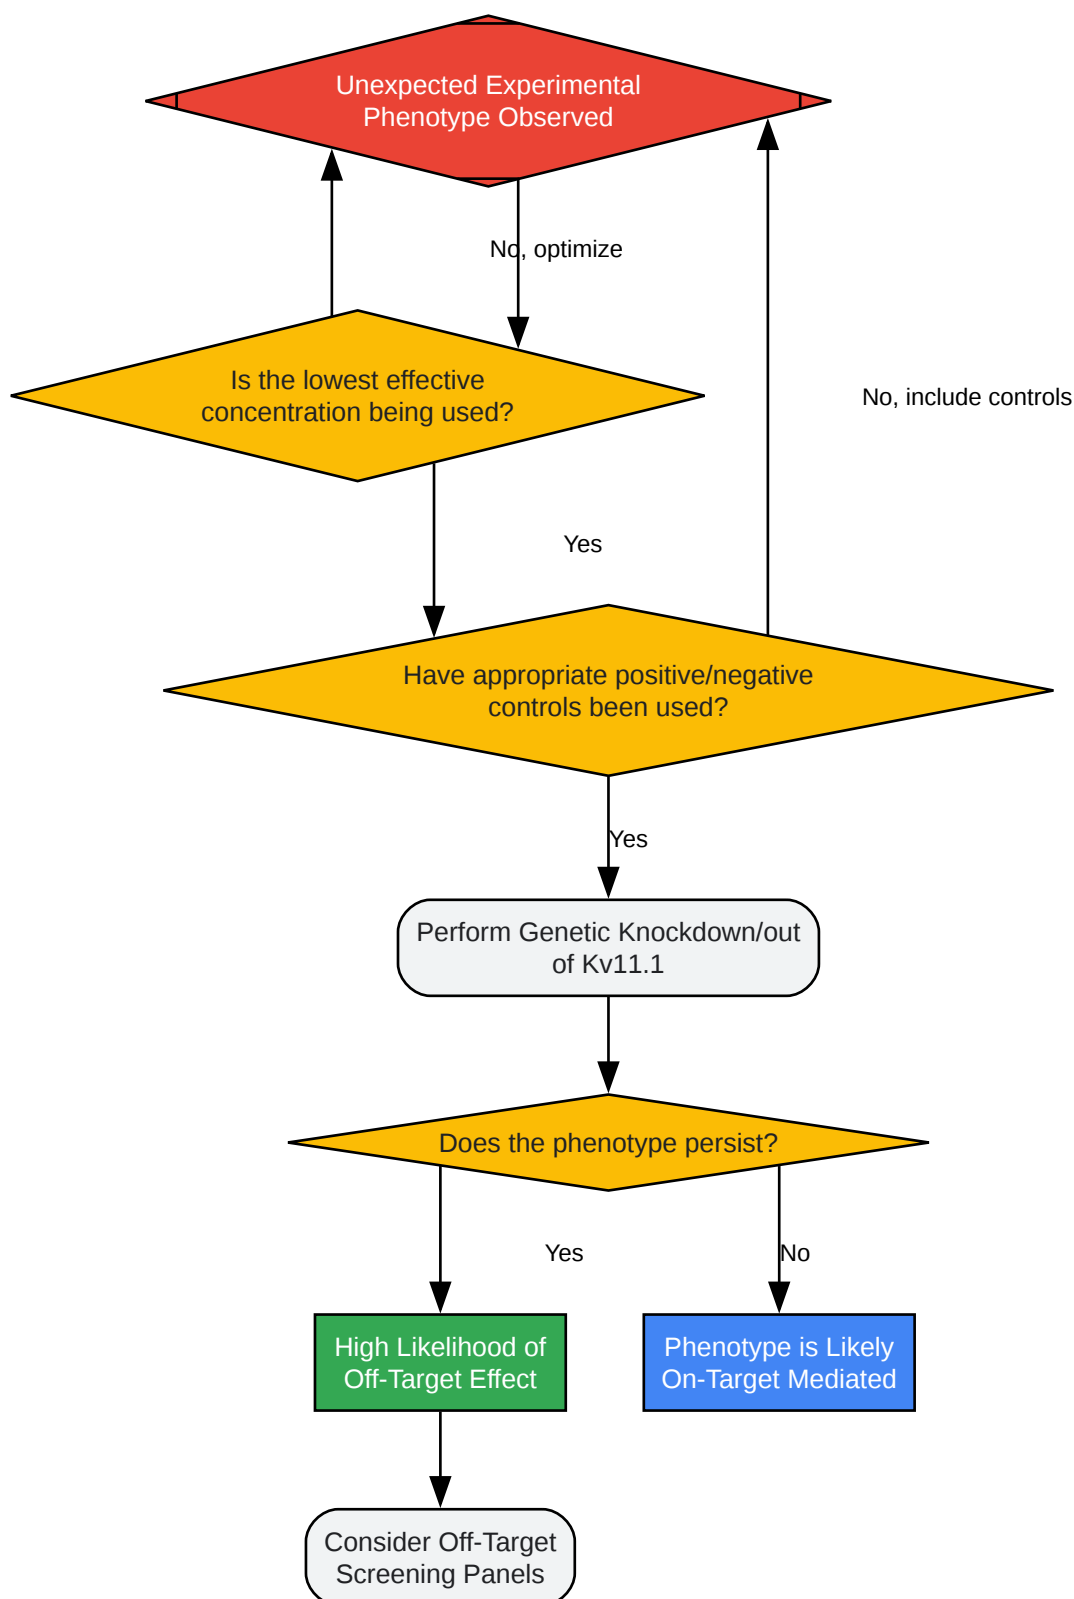 Unexpected Experimental
Phenotype Observed
No, optimize
Is the lowest effective
concentration being used?
No, include controls
Yes
Have appropriate positive/negative
controls been used?
Yes
Perform Genetic Knockdown/out
of Kv11.1
Does the phenotype persist?
Yes
No
High Likelihood of
Off-Target Effect
Phenotype is Likely
On-Target Mediated
Consider Off-Target
Screening Panels